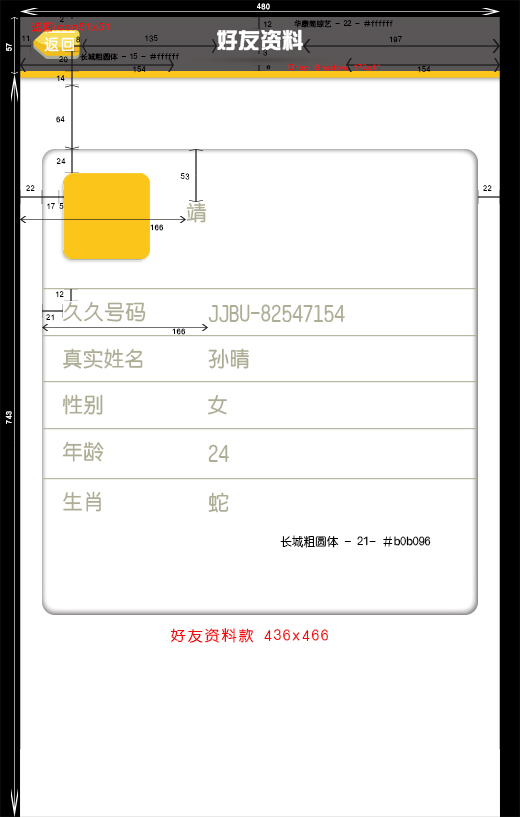 480
12
华康俪综艺 - 22 - #ffffff
57
11
返回
8
135
好友资料
197
20
长城粗圆体 - 15 - #ffffff
3
154
8
154
14
64
24
53
22
22
17 5
靖
166
12
久久号码 JJBU-82547154
21
166
真实姓名 孙晴
性别 女
743
年龄 24
生肖 蛇
长城粗圆体 - 21- #b0b096
好友资料款 436x466